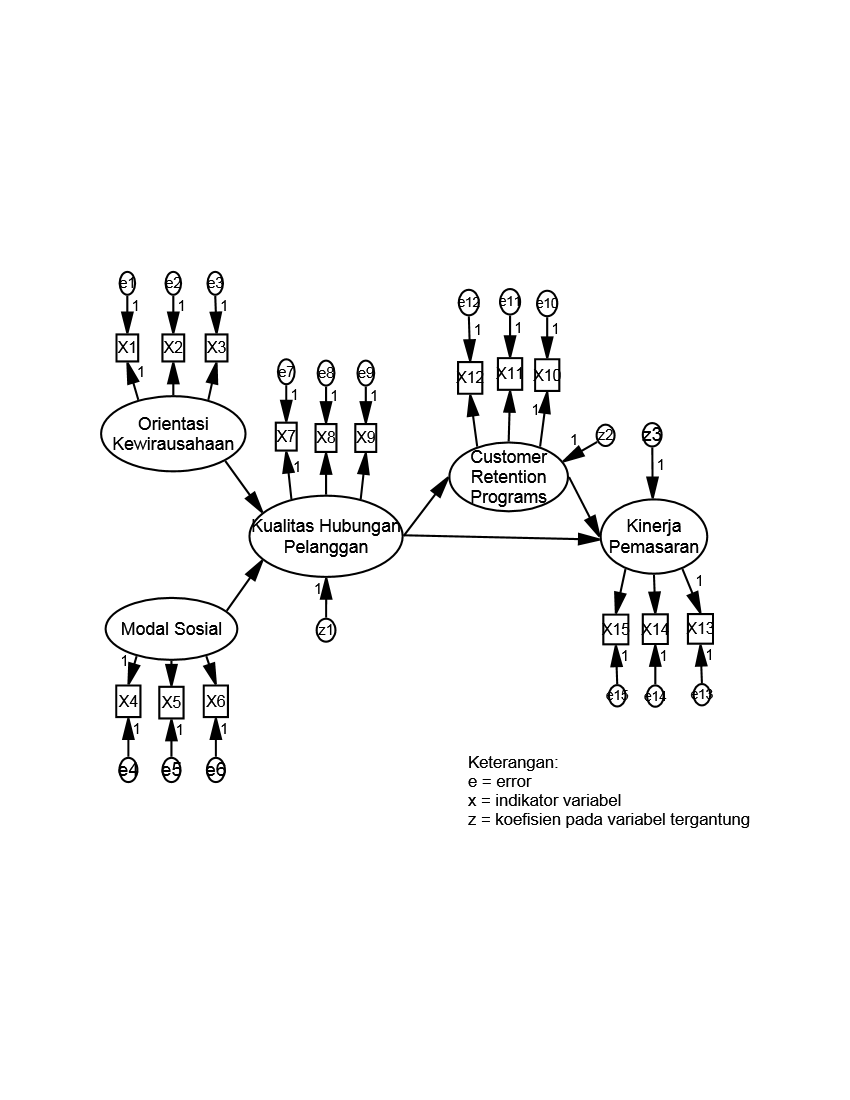 e1 e2 e3
1 1 1
X1 X2 X3
1
Orientasi
Kewirausahaan
e12 e11 e10
1 1 1
X12 X11 X10
1
Customer
Retention
Programs
1 z2
z3
1
e7 e8 e9
1 1 1
X7 X8 X9
1
Kualitas Hubungan
Pelanggan
1
z1
Kinerja
Pemasaran
1
X15 X14 X13
1 1 1
e15 e14 e13
Modal Sosial
1
X4 X5 X6
1 1 1
e4 e5 e6
Keterangan:
e = error
x = indikator variabel
z = koefisien pada variabel tergantung